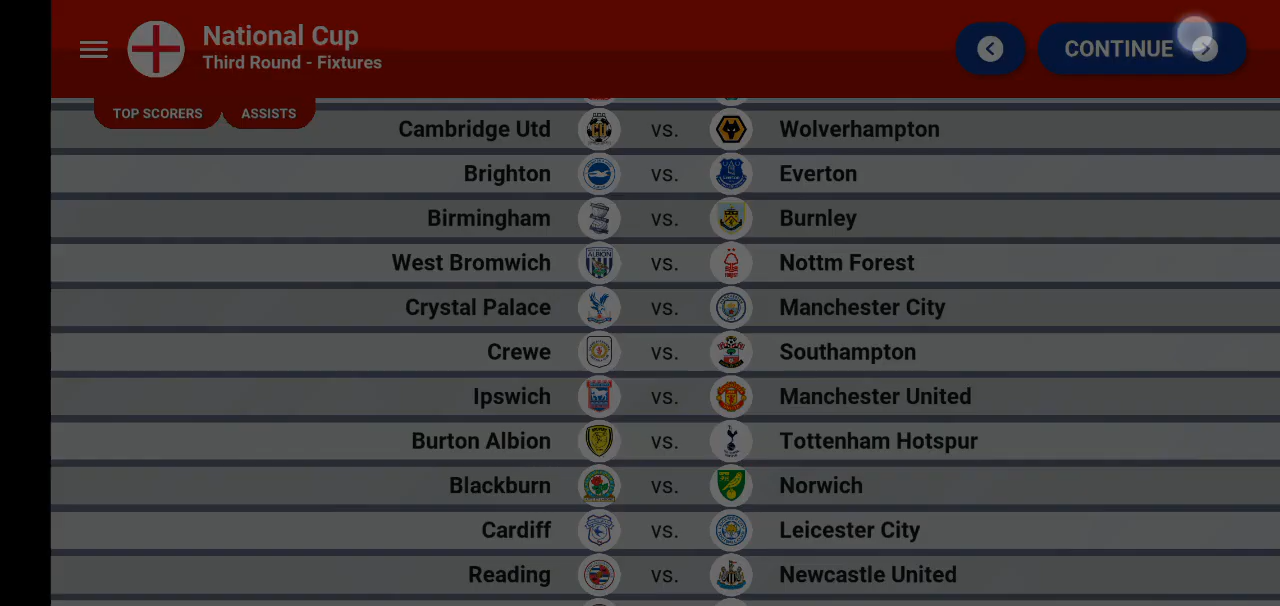 National Cup
Third Round - Fixtures
CONTINUE
TOP SCORERS ASSISTS
Cambridge Utd vs. Wolverhampton
Brighton vs. Everton
Birmingham vs. Burnley
West Bromwich vs. Nottm Forest
Crystal Palace vs. Manchester City
Crewe vs. Southampton
Ipswich vs. Manchester United
Burton Albion vs. Tottenham Hotspur
Blackburn vs. Norwich
Cardiff vs. Leicester City
Reading vs. Newcastle United